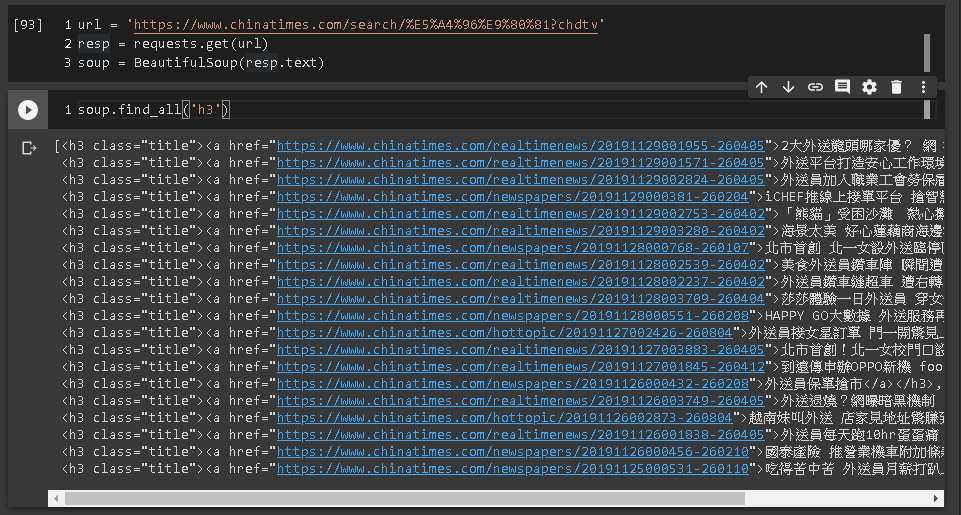 [93] 1 url = 'https://www.chinatimes.com/search/%E5%A4%96%E9%80%81?chdtv'
2 resp = requests.get(url)
3 soup = BeautifulSoup(resp.text)
1 soup.find_all('h3')
[<h3 class="title"><a href="https://www.chinatimes.com/realtimenews/20191129001955-260405">2大外送龍頭哪家優? 網
<h3 class="title"><a href="https://www.chinatimes.com/realtimenews/20191129001571-260405">外送平台打造安心工作環境
<h3 class="title"><a href="https://www.chinatimes.com/realtimenews/20191129002824-260405">外送員加入職業工會勞保
<h3 class="title"><a href="https://www.chinatimes.com/newspapers/20191129000381-260204">iCHEF推線上接單平台 搶智
<h3 class="title"><a href="https://www.chinatimes.com/realtimenews/20191129002753-260402">「熊貓」受困沙灘 熱心
<h3 class="title"><a href="https://www.chinatimes.com/realtimenews/20191129003280-260402">海景太美 好心蓮藕商海邊
<h3 class="title"><a href="https://www.chinatimes.com/newspapers/20191128000768-260107">北市首創 北一女設外送臨停
<h3 class="title"><a href="https://www.chinatimes.com/realtimenews/20191128002539-260402">美食外送員鑽車陣 瞬間遭
<h3 class="title"><a href="https://www.chinatimes.com/realtimenews/20191128002237-260402">外送員鑽車縫超車 遭右轉
<h3 class="title"><a href="https://www.chinatimes.com/realtimenews/20191128003709-260404">莎莎體驗一日外送員 穿女
<h3 class="title"><a href="https://www.chinatimes.com/newspapers/20191128000551-260208">HAPPY GO大數據 外送服務再
<h3 class="title"><a href="https://www.chinatimes.com/hottopic/20191127002426-260804">外送員接女星訂單 門一開驚見
<h3 class="title"><a href="https://www.chinatimes.com/realtimenews/20191127003883-260405">北市首創!北一女校門口設
<h3 class="title"><a href="https://www.chinatimes.com/realtimenews/20191127001845-260412">到遠傳申辦OPPO新機 foo
<h3 class="title"><a href="https://www.chinatimes.com/newspapers/20191126000432-260208">外送員保單搶市</a></h3>,
<h3 class="title"><a href="https://www.chinatimes.com/realtimenews/20191126003749-260405">外送退燒?網曝暗黑機制
<h3 class="title"><a href="https://www.chinatimes.com/hottopic/20191126002873-260804">越南妹叫外送 店家見地址驚賺
<h3 class="title"><a href="https://www.chinatimes.com/realtimenews/20191126001838-260405">外送員每天跑10hr蛋蛋痛
<h3 class="title"><a href="https://www.chinatimes.com/newspapers/20191126000456-260210">國泰產險 推營業機車附加條
<h3 class="title"><a href="https://www.chinatimes.com/newspapers/20191125000531-260110">吃得苦中苦 外送員月薪打趴